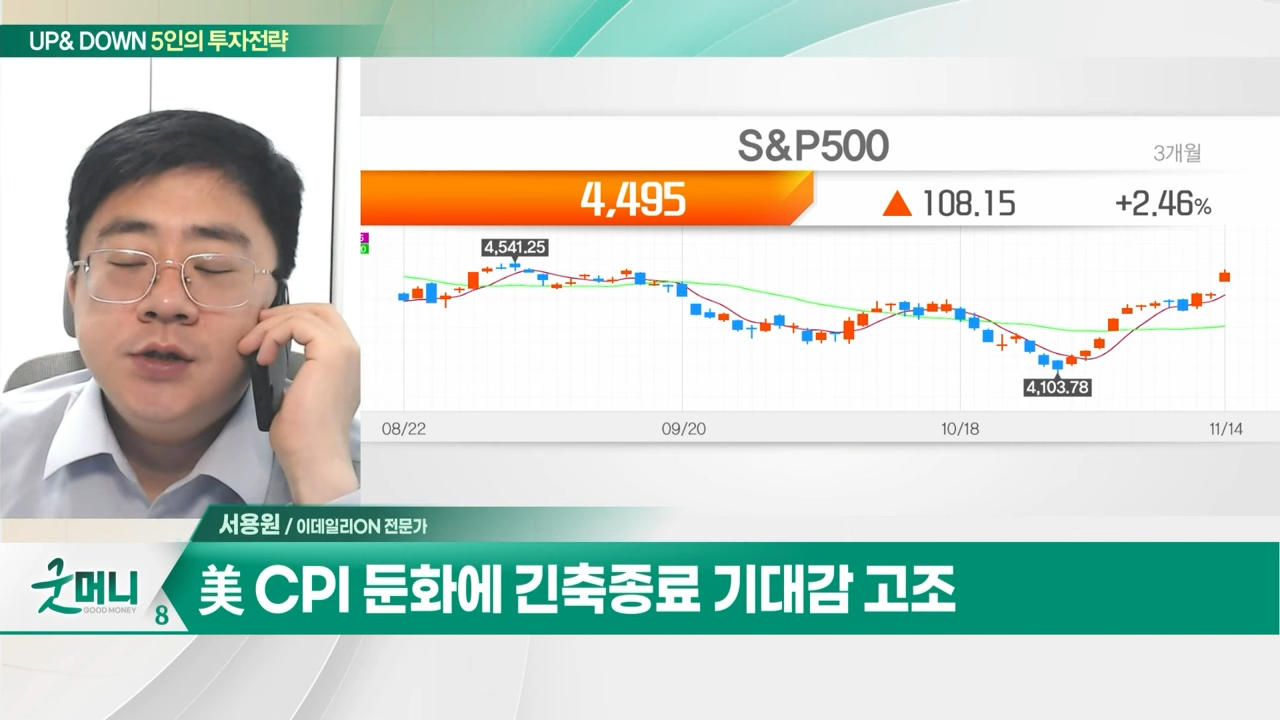 UP& DOWN 5인의 투자전략
S&P500
3개월
4,495
▲ 108.15
+2.46%
4,541.25
4,103.78
08/22
09/20
10/18
11/14
서용원 / 이데일리ON 전문가
굿머니
GOOD MONEY
8
美 CPI 둔화에 긴축종료 기대감 고조